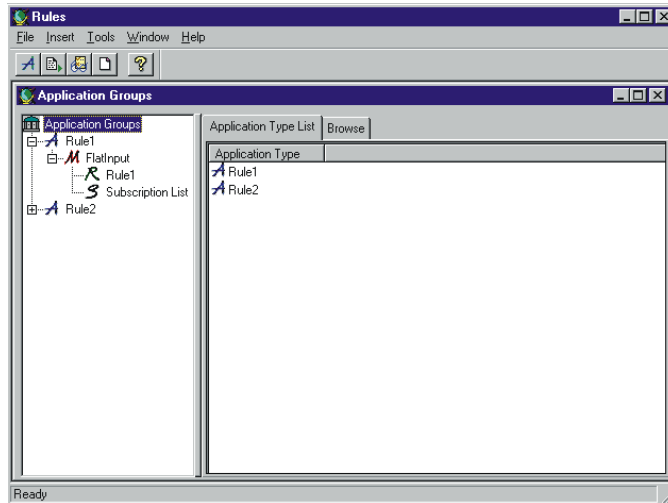 Rules
File Insert Tools Window Help
Application Groups
Application Groups
Rule1
FlatInput
Rule1
Subscription List
Rule2
Application Type List Browse
Application Type
Rule1
Rule2
Ready